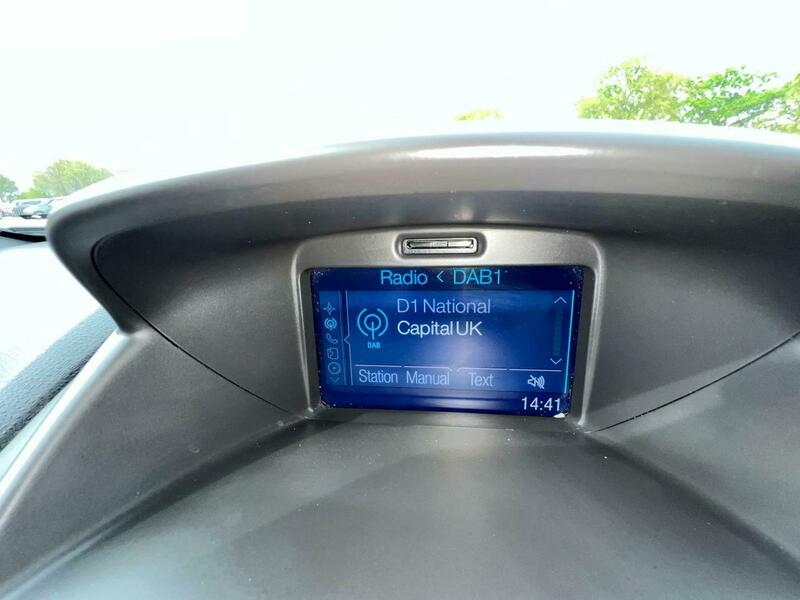 Radio < DAB1
D1 National
Capital UK
DAB
Station Manual Text
14:41